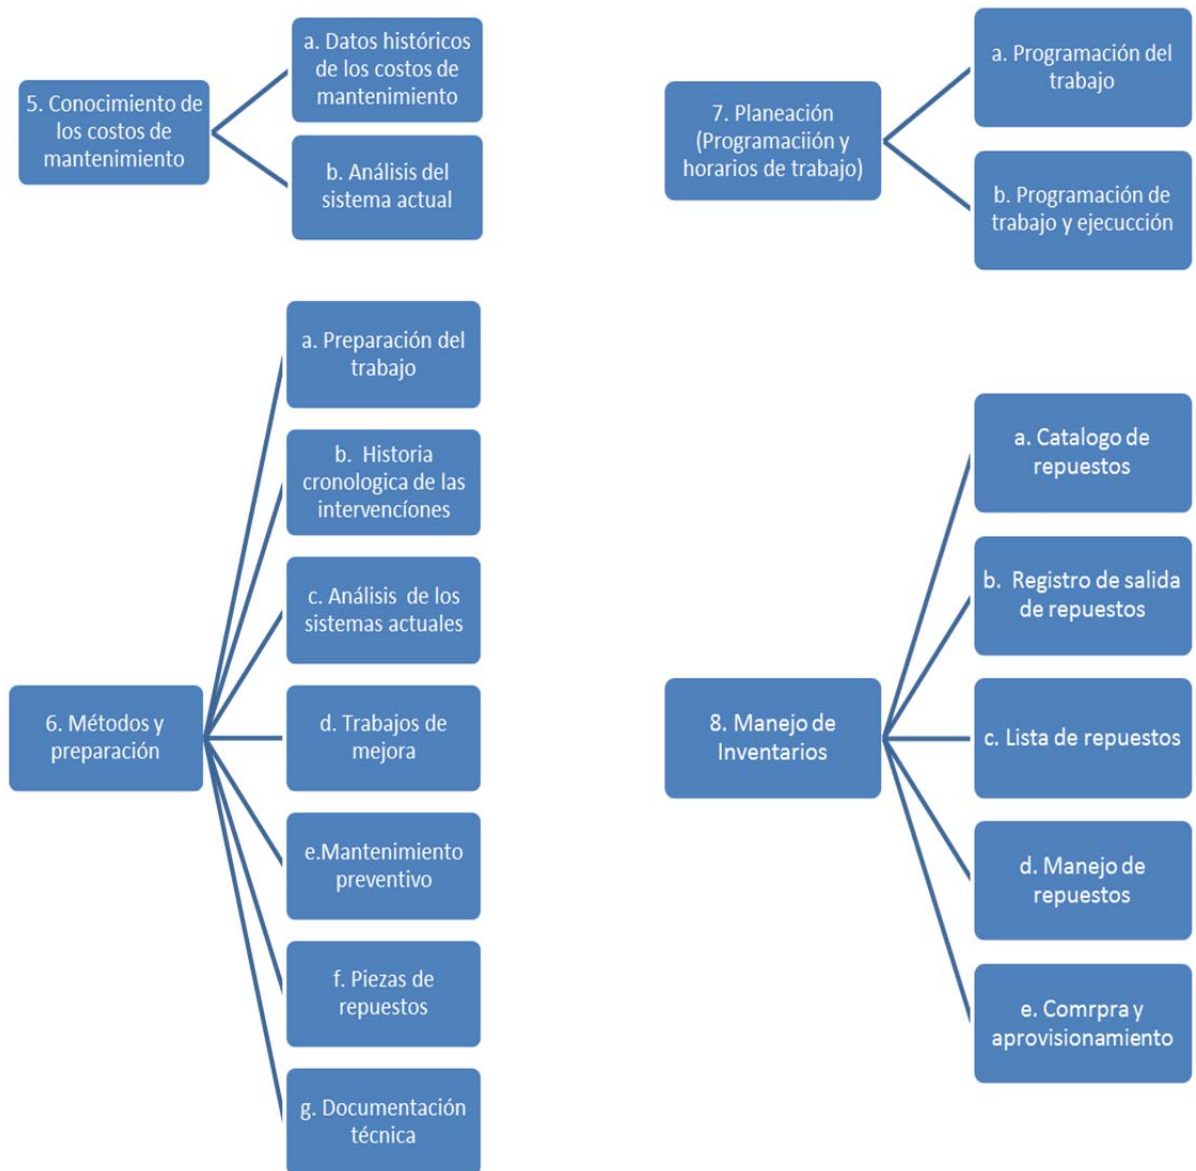 5. Conocimiento de
los costos de
mantenimiento
a. Datos históricos
de los costos de
mantenimiento
b. Análisis del
sistema actual
6. Métodos y
preparación
a. Preparación del
trabajo
b. Historia
cronologica de las
intervencíones
c. Análisis de los
sistemas actuales
d. Trabajos de
mejora
e.Mantenimiento
preventivo
f. Piezas de
repuestos
g. Documentación
técnica
7. Planeación
(Programaciión y
horarios de trabajo)
a. Programación del
trabajo
b. Programación de
trabajo y ejecucción
8. Manejo de
Inventarios
a. Catalogo de
repuestos
b. Registro de salida
de repuestos
c. Lista de repuestos
d. Manejo de
repuestos
e. Comrpra y
aprovisionamiento